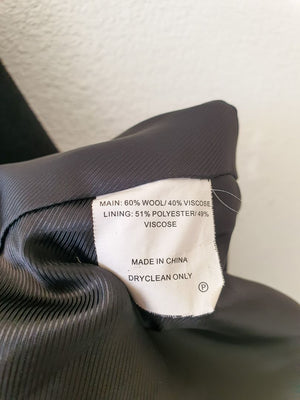 MAIN: 60% WOOL/ 40% VISCOSE
LINING: 51% POLYESTER/ 49%
VISCOSE
MADE IN CHINA
DRYCLEAN ONLY
P